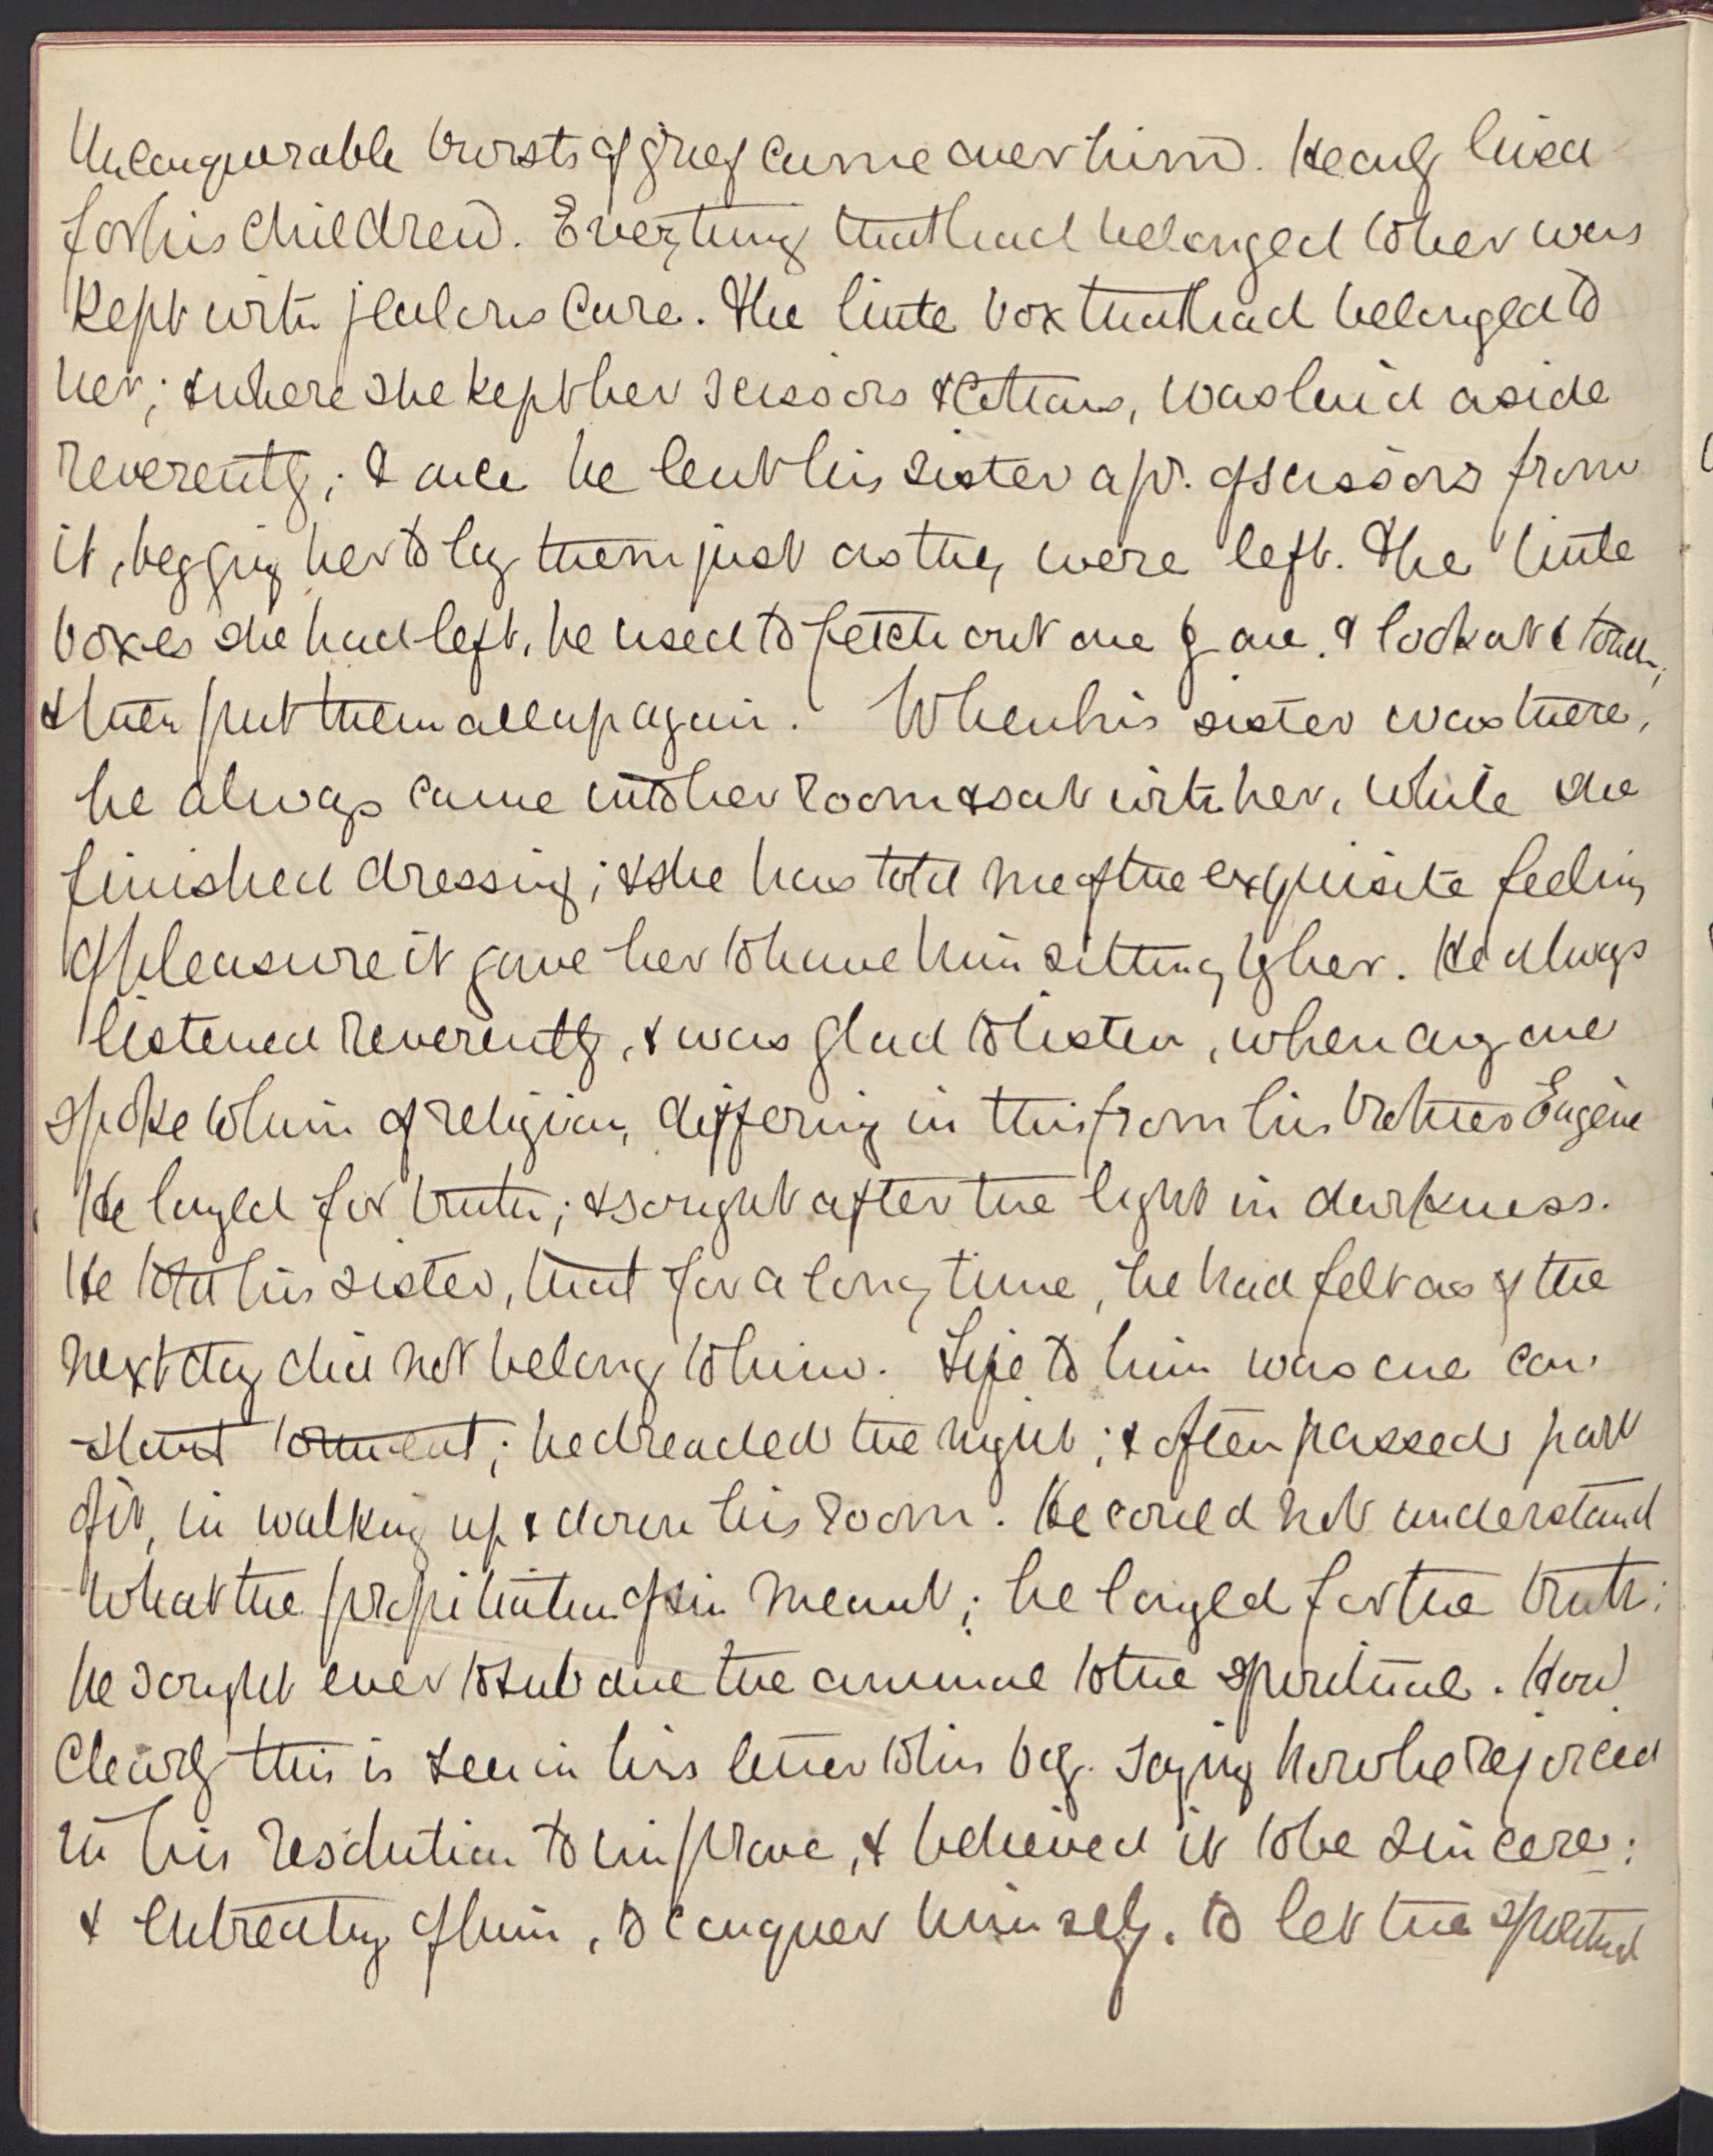 Unconquerable bursts of grief came over him. He only lived
for his children. Everything that had belonged to her was
kept with jealous care. The little box that had belonged to
her; & where she kept her scissors & cottons, was laid aside
reverently; & once he lent his sister a pr. of scissors from
it, begging her to lay them just as they were left. The little
boxes she had left, he used to fetch out one by one, & look at & touch,
& then put them all up again. When his sister was there,
he always came into her room & sat with her, while she
finished dressing; & she has told me of the exquisite feeling
of pleasure it gave her to have him sitting by her. He always
listened reverently, & was glad to listen, when any one
spoke to him of religion, differing in this from his brother Eugène
He longed for truth; & sought after the light in darkness.
He told his sister, that for a long time, he had felt as if the
next day did not belong to him. Life to him was one con-
-stant torment; he dreaded the night; & often passed part
of it, in walking up & down his room. He could not understand
what the propitiation of sin meant; he longed for the truth;
he sought ever to subdue the animal to the spiritual. How
clearly this is seen in his letter to his boy. saying how he rejoiced
in his resolution to improve, & believed it to be sincere;
& entreating of him, to conquer himself. to let the spiritual